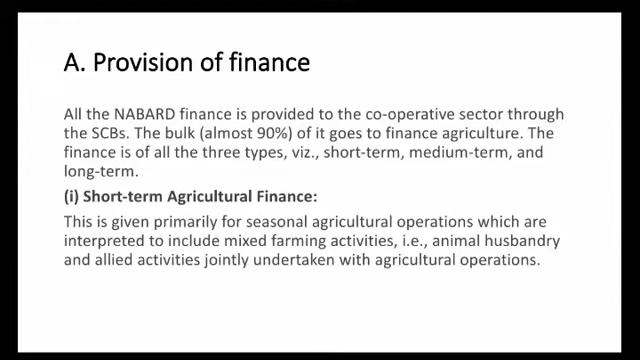 A. Provision of finance
All the NABARD finance is provided to the co-operative sector through
the SCBs. The bulk (almost 90%) of it goes to finance agriculture. The
finance is of all the three types, viz., short-term, medium-term, and
long-term.
(i) Short-term Agricultural Finance:
This is given primarily for seasonal agricultural operations which are
interpreted to include mixed farming activities, i.e., animal husbandry
and allied activities jointly undertaken with agricultural operations.